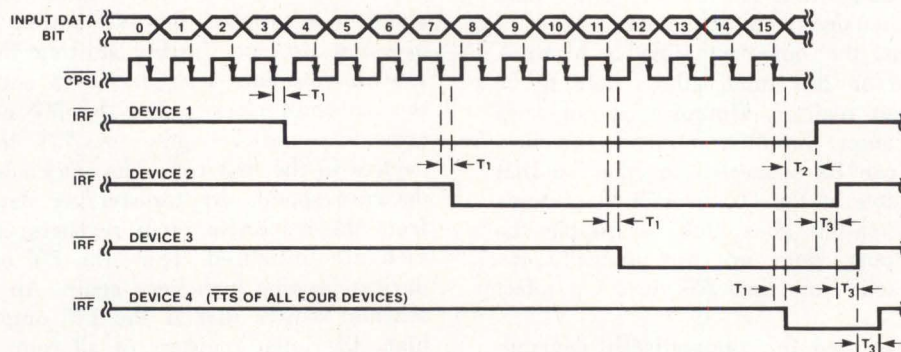 INPUT DATA
BIT
0 1 2 3 4 5 6 7 8 9 10 11 12 13 14 15
CPSI
T1
IRF DEVICE 1
T1 T2
IRF DEVICE 2
T1 T3
IRF DEVICE 3
T1 T3
IRF DEVICE 4 (TTS OF ALL FOUR DEVICES)
T3